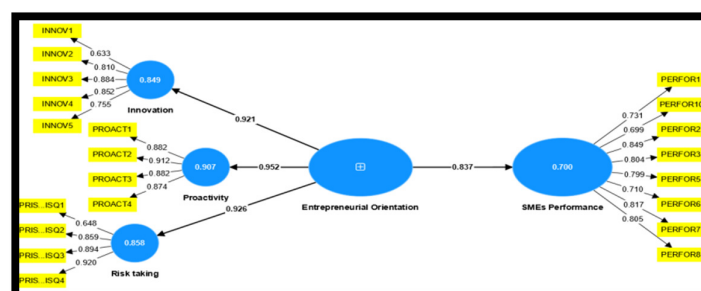 INNOV1
INNOV2
INNOV3
INNOV4
INNOV5
0.633
0.810
0.884
0.852
0.755
0.849
Innovation
0.921
PROACT1
PROACT2
PROACT3
PROACT4
0.882
0.912
0.882
0.874
0.907
Proactivity
0.952
PRIS...ISQ1
PRIS...ISQ2
PRIS...ISQ3
PRIS...ISQ4
0.648
0.859
0.894
0.920
0.858
Risk taking
0.926
Entrepreneurial Orientation
0.837
0.700
SMEs Performance
0.731
0.699
0.849
0.804
0.799
0.710
0.817
0.805
PERFOR1
PERFOR10
PERFOR2
PERFOR3
PERFOR5
PERFOR6
PERFOR7
PERFOR8